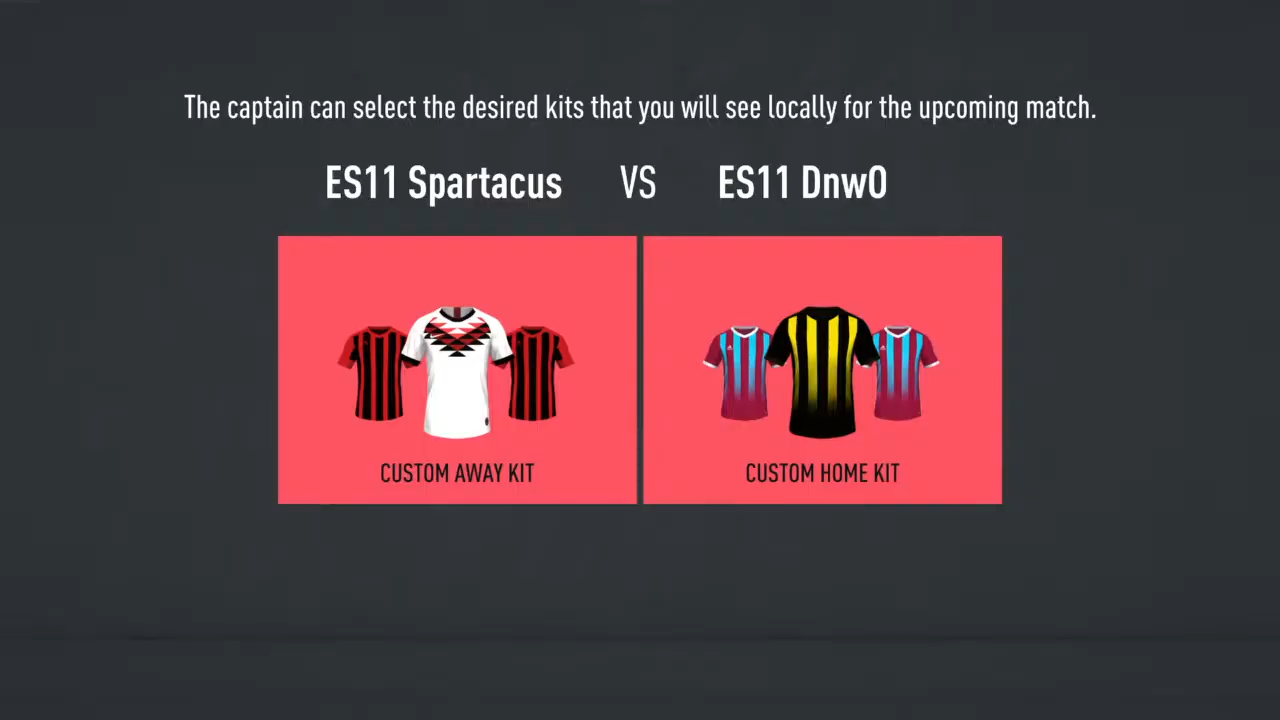 The captain can select the desired kits that you will see locally for the upcoming match.
ES11 Spartacus VS ES11 Dnw0
CUSTOM AWAY KIT
CUSTOM HOME KIT